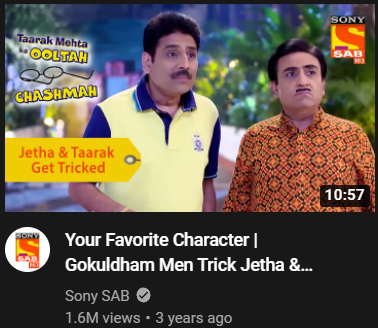 Taarak Mehta
ka OOLTAH
CHASHMAH
SONY
SAB
HD
Jetha & Taarak
Get Tricked
10:57
SONY
SAB
HD
Your Favorite Character |
Gokuldham Men Trick Jetha &...
Sony SAB
1.6M views • 3 years ago